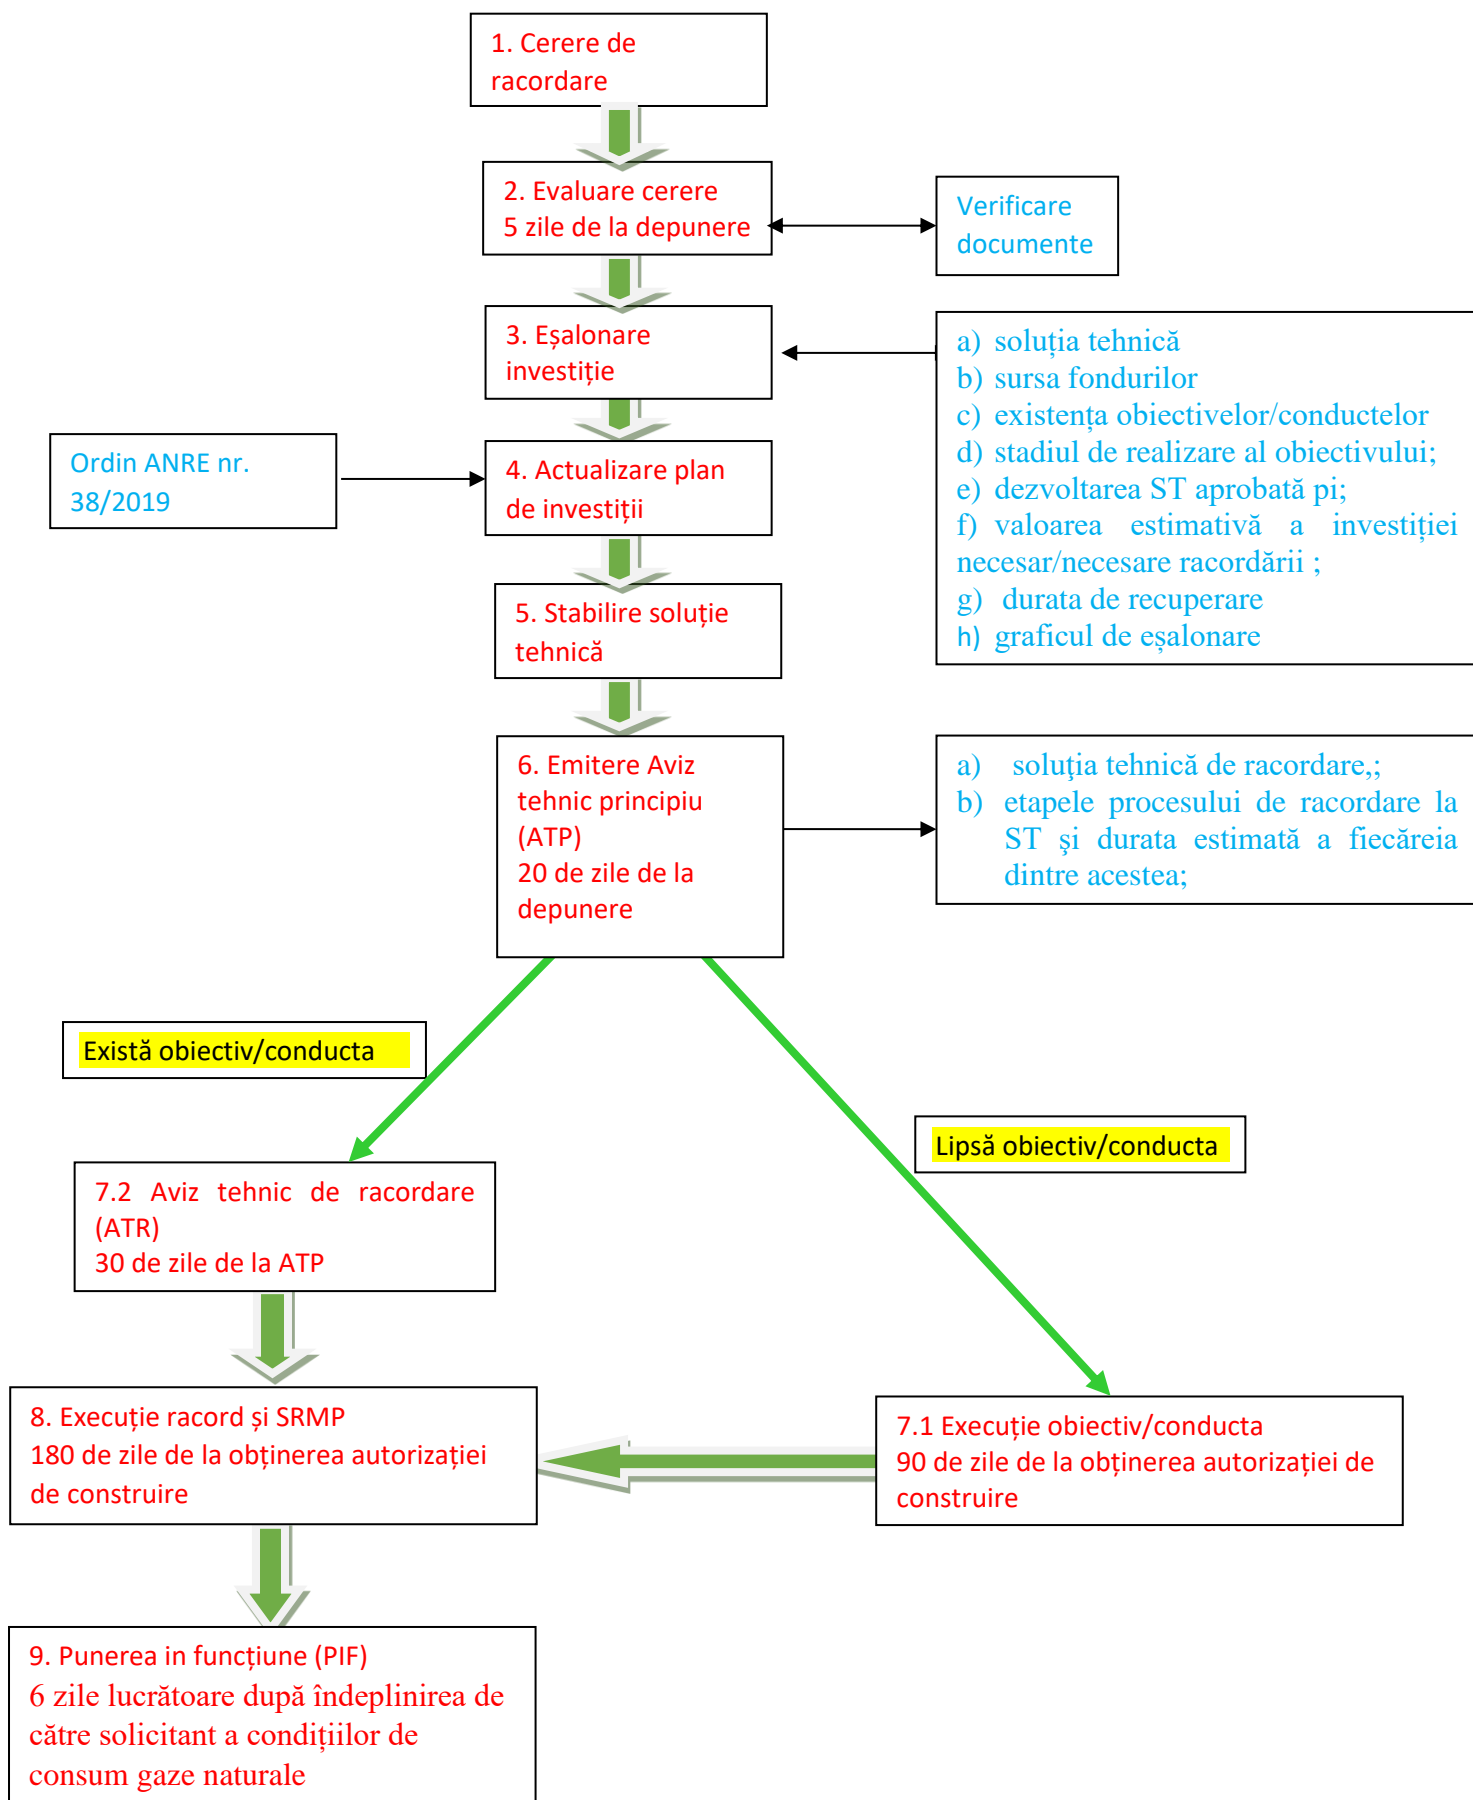 1. Cerere de
racordare
2. Evaluare cerere
5 zile de la depunere
Verificare
documente
3. Eșalonare
investiție
a) soluția tehnică
b) sursa fondurilor
c) existența obiectivelor/conductelor
d) stadiul de realizare al obiectivului;
e) dezvoltarea ST aprobată pi;
f) valoarea estimativă a investiției
necesar/necesare racordării ;
g) durata de recuperare
h) graficul de eșalonare
Ordin ANRE nr.
38/2019
4. Actualizare plan
de investiții
5. Stabilire soluție
tehnică
6. Emitere Aviz
tehnic principiu
(ATP)
20 de zile de la
depunere
a) soluţia tehnică de racordare,;
b) etapele procesului de racordare la
ST şi durata estimată a fiecăreia
dintre acestea;
Există obiectiv/conducta
Lipsă obiectiv/conducta
7.2 Aviz tehnic de racordare
(ATR)
30 de zile de la ATP
8. Execuție racord și SRMP
180 de zile de la obținerea autorizației
de construire
7.1 Execuție obiectiv/conducta
90 de zile de la obținerea autorizației de
construire
9. Punerea in funcțiune (PIF)
6 zile lucrătoare după îndeplinirea de
către solicitant a condițiilor de
consum gaze naturale